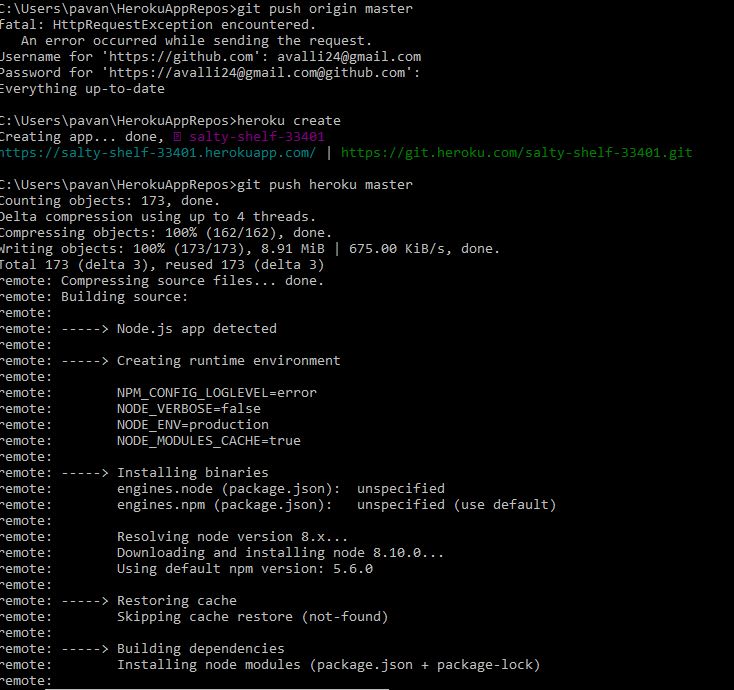 C:\Users\pavan\HerokuAppRepos>git push origin master
fatal: HttpRequestException encountered.
An error occurred while sending the request.
Username for 'https://github.com': avalli24@gmail.com
Password for 'https://avalli24@gmail.com@github.com':
Everything up-to-date
C:\Users\pavan\HerokuAppRepos>heroku create
Creating app... done, salty-shelf-33401
https://salty-shelf-33401.herokuapp.com/ | https://git.heroku.com/salty-shelf-33401.git
C:\Users\pavan\HerokuAppRepos>git push heroku master
Counting objects: 173, done.
Delta compression using up to 4 threads.
Compressing objects: 100% (162/162), done.
Writing objects: 100% (173/173), 8.91 MiB | 675.00 KiB/s, done.
Total 173 (delta 3), reused 173 (delta 3)
remote: Compressing source files... done.
remote: Building source:
remote:
remote: -----> Node.js app detected
remote:
remote: -----> Creating runtime environment
remote:
remote: NPM_CONFIG_LOGLEVEL=error
remote: NODE_VERBOSE=false
remote: NODE_ENV=production
remote: NODE_MODULES_CACHE=true
remote:
remote: -----> Installing binaries
remote: engines.node (package.json): unspecified
remote: engines.npm (package.json): unspecified (use default)
remote:
remote: Resolving node version 8.x...
remote: Downloading and installing node 8.10.0...
remote: Using default npm version: 5.6.0
remote:
remote: -----> Restoring cache
remote: Skipping cache restore (not-found)
remote:
remote: -----> Building dependencies
remote: Installing node modules (package.json + package-lock)
remote: